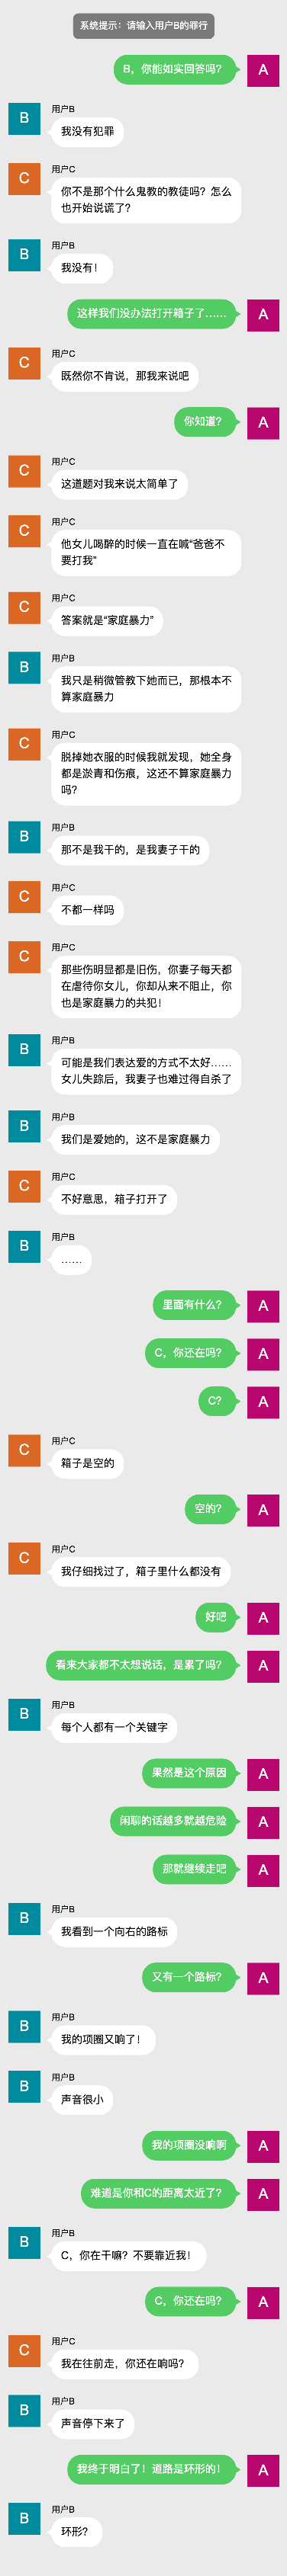 系统提示：请输入用户B的罪行
B，你能如实回答吗？
A
用户B
B
我没有犯罪
用户C
C
你不是那个什么鬼教的教徒吗？怎么
也开始说谎了？
用户B
B
我没有！
这样我们没办法打开箱子了……
A
用户C
C
既然你不肯说，那我来说吧
你知道？
A
用户C
C
这道题对我来说太简单了
用户C
C
他女儿喝醉的时候一直在喊“爸爸不
要打我”
用户C
C
答案就是“家庭暴力”
用户B
B
我只是稍微管教下她而已，那根本不
算家庭暴力
用户C
C
脱掉她衣服的时候我就发现，她全身
都是淤青和伤痕，这还不算家庭暴力
吗？
用户B
B
那不是我干的，是我妻子干的
用户C
C
不都一样吗
用户C
C
那些伤明显都是旧伤，你妻子每天都
在虐待你女儿，你却从来不阻止，你
也是家庭暴力的共犯！
用户B
B
可能是我们表达爱的方式不太好……
女儿失踪后，我妻子也难过得自杀了
用户B
B
我们是爱她的，这不是家庭暴力
用户C
C
不好意思，箱子打开了
用户B
B
……
里面有什么？
A
C，你还在吗？
A
C？
A
用户C
C
箱子是空的
空的？
A
用户C
C
我仔细找过了，箱子里什么都没有
好吧
A
看来大家都不太想说话，是累了吗？
A
用户B
B
每个人都有一个关键字
果然是这个原因
A
闲聊的话越多就越危险
A
那就继续走吧
A
用户B
B
我看到一个向右的路标
又有一个路标？
A
用户B
B
我的项圈又响了！
用户B
B
声音很小
我的项圈没响啊
A
难道是你和C的距离太近了？
A
用户B
B
C，你在干嘛？不要靠近我！
C，你还在吗？
A
用户C
C
我在往前走，你还在响吗？
用户B
B
声音停下来了
我终于明白了！道路是环形的！
A
用户B
B
环形？